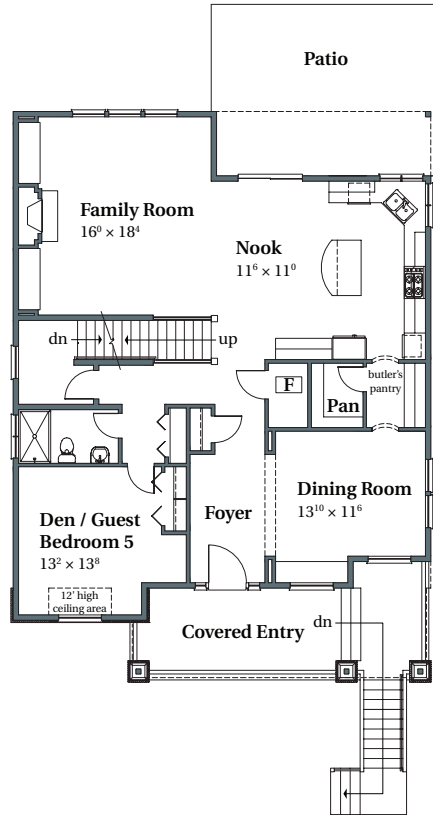 Patio
Family Room
16⁰ × 18⁴
Nook
11⁶ × 11⁰
dn
up
butler's
pantry
F
Pan
Dining Room
13¹⁰ × 11⁶
Foyer
Den / Guest
Bedroom 5
13² × 13⁸
12' high
ceiling area
Covered Entry
dn